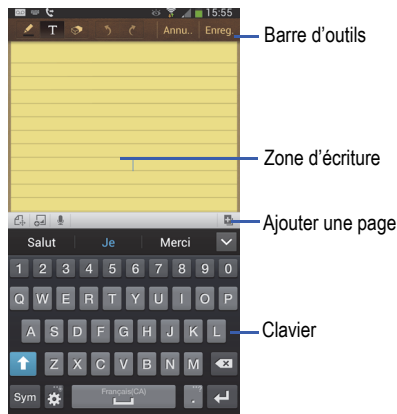 15:55
T Annu.. Enreg.
Barre d'outils
Zone d'écriture
Ajouter une page
Salut Je Merci
1 2 3 4 5 6 7 8 9 0
Q W E R T Y U I O P
A S D F G H J K L
Clavier
Z X C V B N M
Sym Français(CA) .